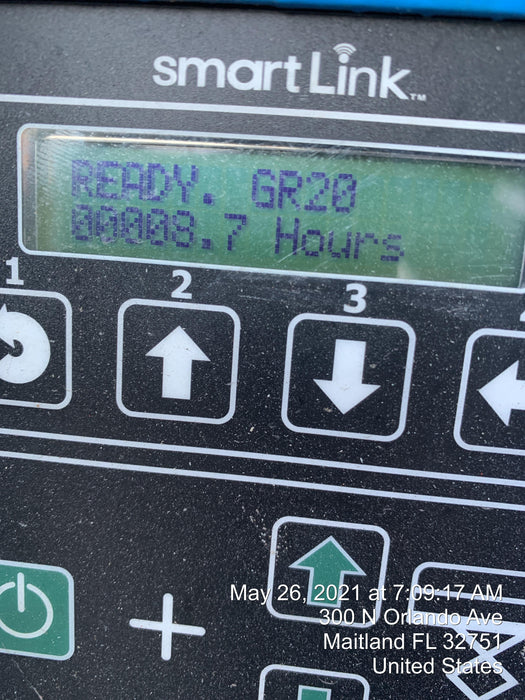 smartLink™
READY. GR20
00008.7 Hours
1
2
3
May 26, 2021 at 7:09:17 AM
300 N Orlando Ave
Maitland FL 32751
United States